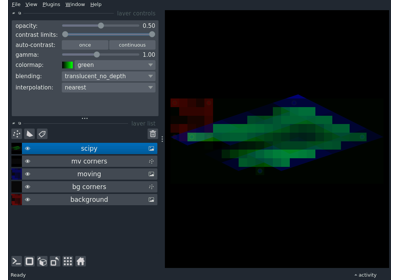 File View Plugins Window Help
layer controls
opacity: 0.50
contrast limits:
auto-contrast: once continuous
gamma: 1.00
colormap: green
blending: translucent_no_depth
interpolation: nearest
layer list
scipy
mv corners
moving
bg corners
background
Ready activity